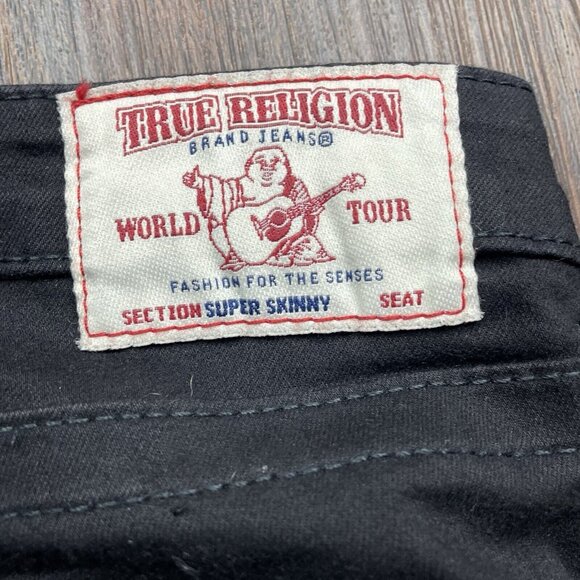 TRUE RELIGION
BRAND JEANS®
WORLD TOUR
FASHION FOR THE SENSES
SECTION SUPER SKINNY SEAT